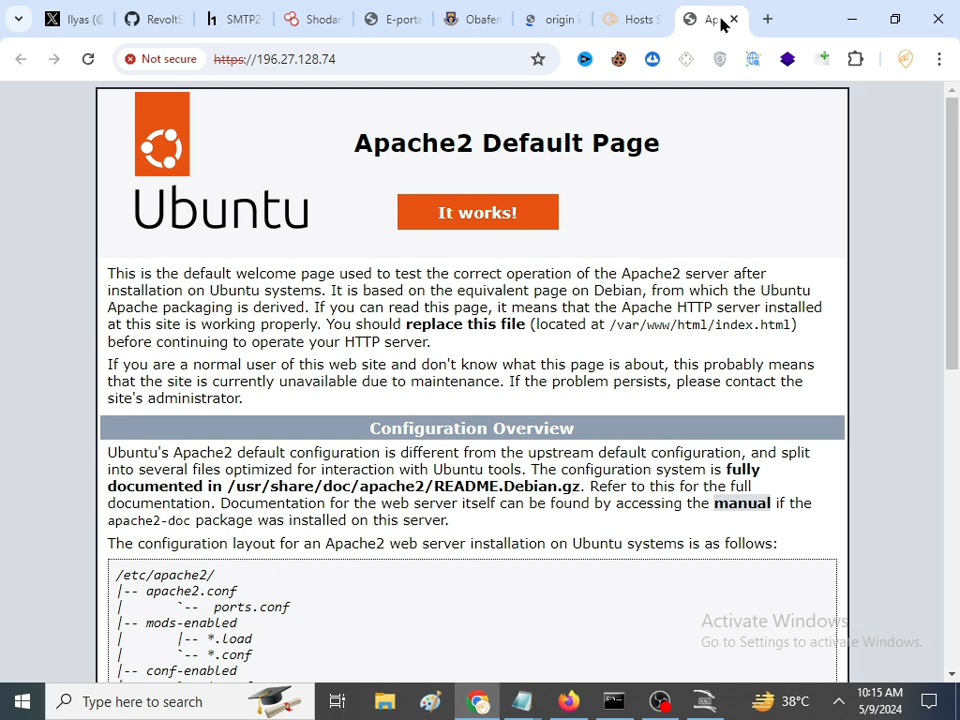 Ilyas (@
RevoltS
SMTP2
Shodan
E-porta
Obafen
origin i
Hosts S
Ap
Not secure
https://196.27.128.74
Ubuntu
Apache2 Default Page
It works!
This is the default welcome page used to test the correct operation of the Apache2 server after
installation on Ubuntu systems. It is based on the equivalent page on Debian, from which the Ubuntu
Apache packaging is derived. If you can read this page, it means that the Apache HTTP server installed
at this site is working properly. You should replace this file (located at /var/www/html/index.html)
before continuing to operate your HTTP server.
If you are a normal user of this web site and don't know what this page is about, this probably means
that the site is currently unavailable due to maintenance. If the problem persists, please contact the
site's administrator.
Configuration Overview
Ubuntu's Apache2 default configuration is different from the upstream default configuration, and split
into several files optimized for interaction with Ubuntu tools. The configuration system is fully
documented in /usr/share/doc/apache2/README.Debian.gz. Refer to this for the full
documentation. Documentation for the web server itself can be found by accessing the manual if the
apache2-doc package was installed on this server.
The configuration layout for an Apache2 web server installation on Ubuntu systems is as follows:
/etc/apache2/
|-- apache2.conf
|       `--  ports.conf
|-- mods-enabled
|       |-- *.load
|       `-- *.conf
|-- conf-enabled
Activate Windows
Go to Settings to activate Windows.
Type here to search
38°C
10:15 AM
5/9/2024